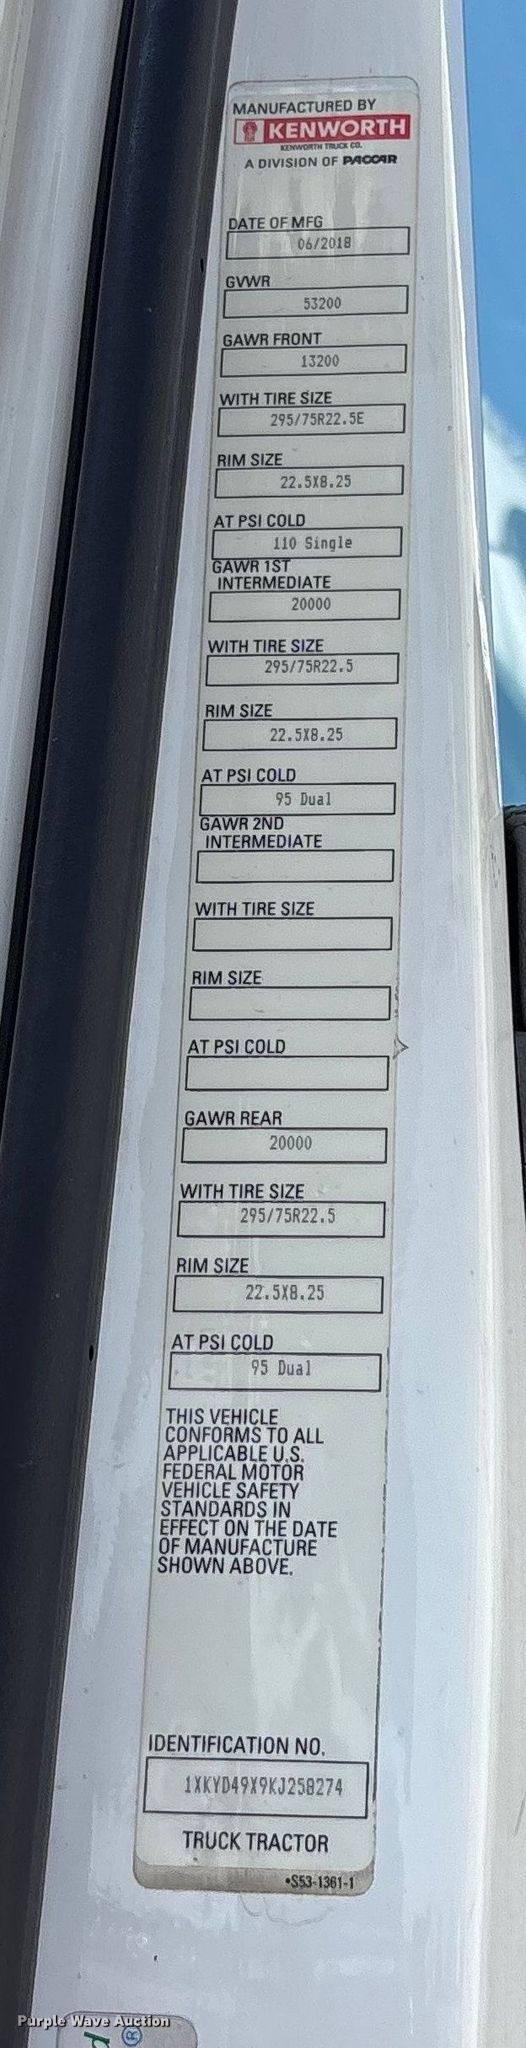 MANUFACTURED BY
KENWORTH
KENWORTH TRUCK CO.
A DIVISION OF PACCAR
DATE OF MFG
06/2018
GVWR
53200
GAWR FRONT
13200
WITH TIRE SIZE
295/75R22.5E
RIM SIZE
22.5X8.25
AT PSI COLD
110 Single
GAWR 1ST
INTERMEDIATE
20000
WITH TIRE SIZE
295/75R22.5
RIM SIZE
22.5X8.25
AT PSI COLD
95 Dual
GAWR 2ND
INTERMEDIATE
WITH TIRE SIZE
RIM SIZE
AT PSI COLD
GAWR REAR
20000
WITH TIRE SIZE
295/75R22.5
RIM SIZE
22.5X8.25
AT PSI COLD
95 Dual
THIS VEHICLE
CONFORMS TO ALL
APPLICABLE U.S.
FEDERAL MOTOR
VEHICLE SAFETY
STANDARDS IN
EFFECT ON THE DATE
OF MANUFACTURE
SHOWN ABOVE.
IDENTIFICATION NO.
1XKYD49X9KJ258274
TRUCK TRACTOR
•S53-1361-1
Purple Wave Auction
®